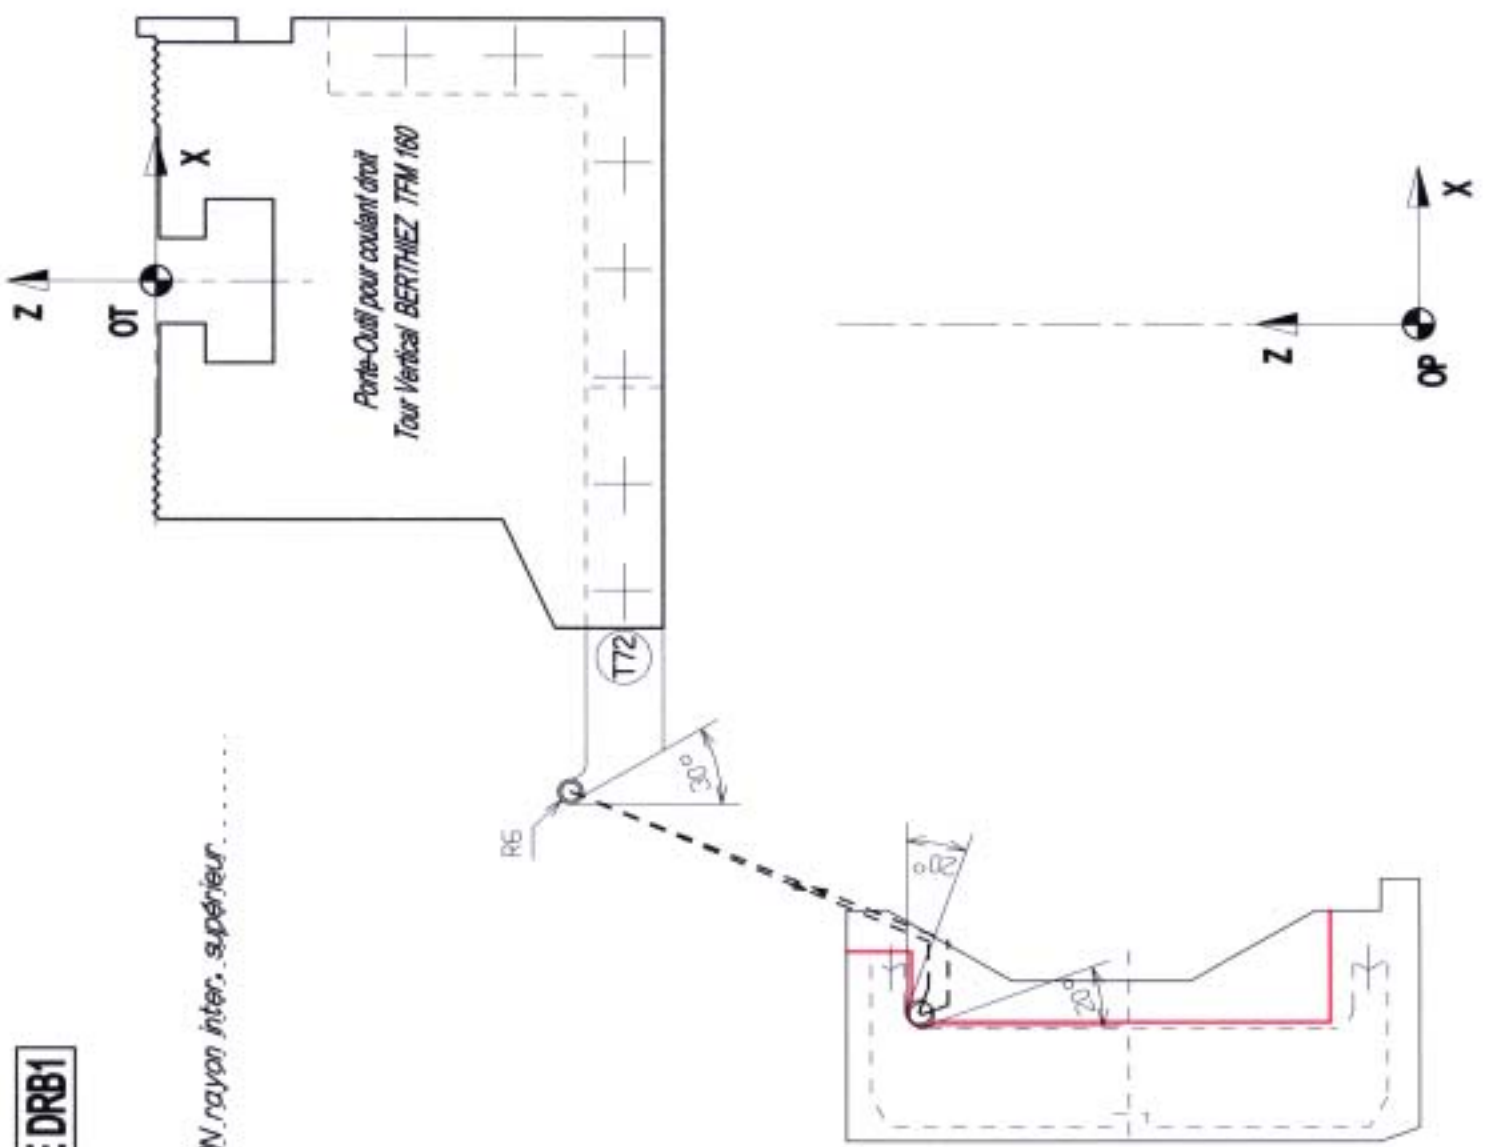 E DRB1
N rayon inter. supérieur
Z
X
OT
Porte-Outil pour coulant droit
Tour Vertical BERTHIEZ TFM 160
T72
R6
30°
20°
20°
Z
X
OP